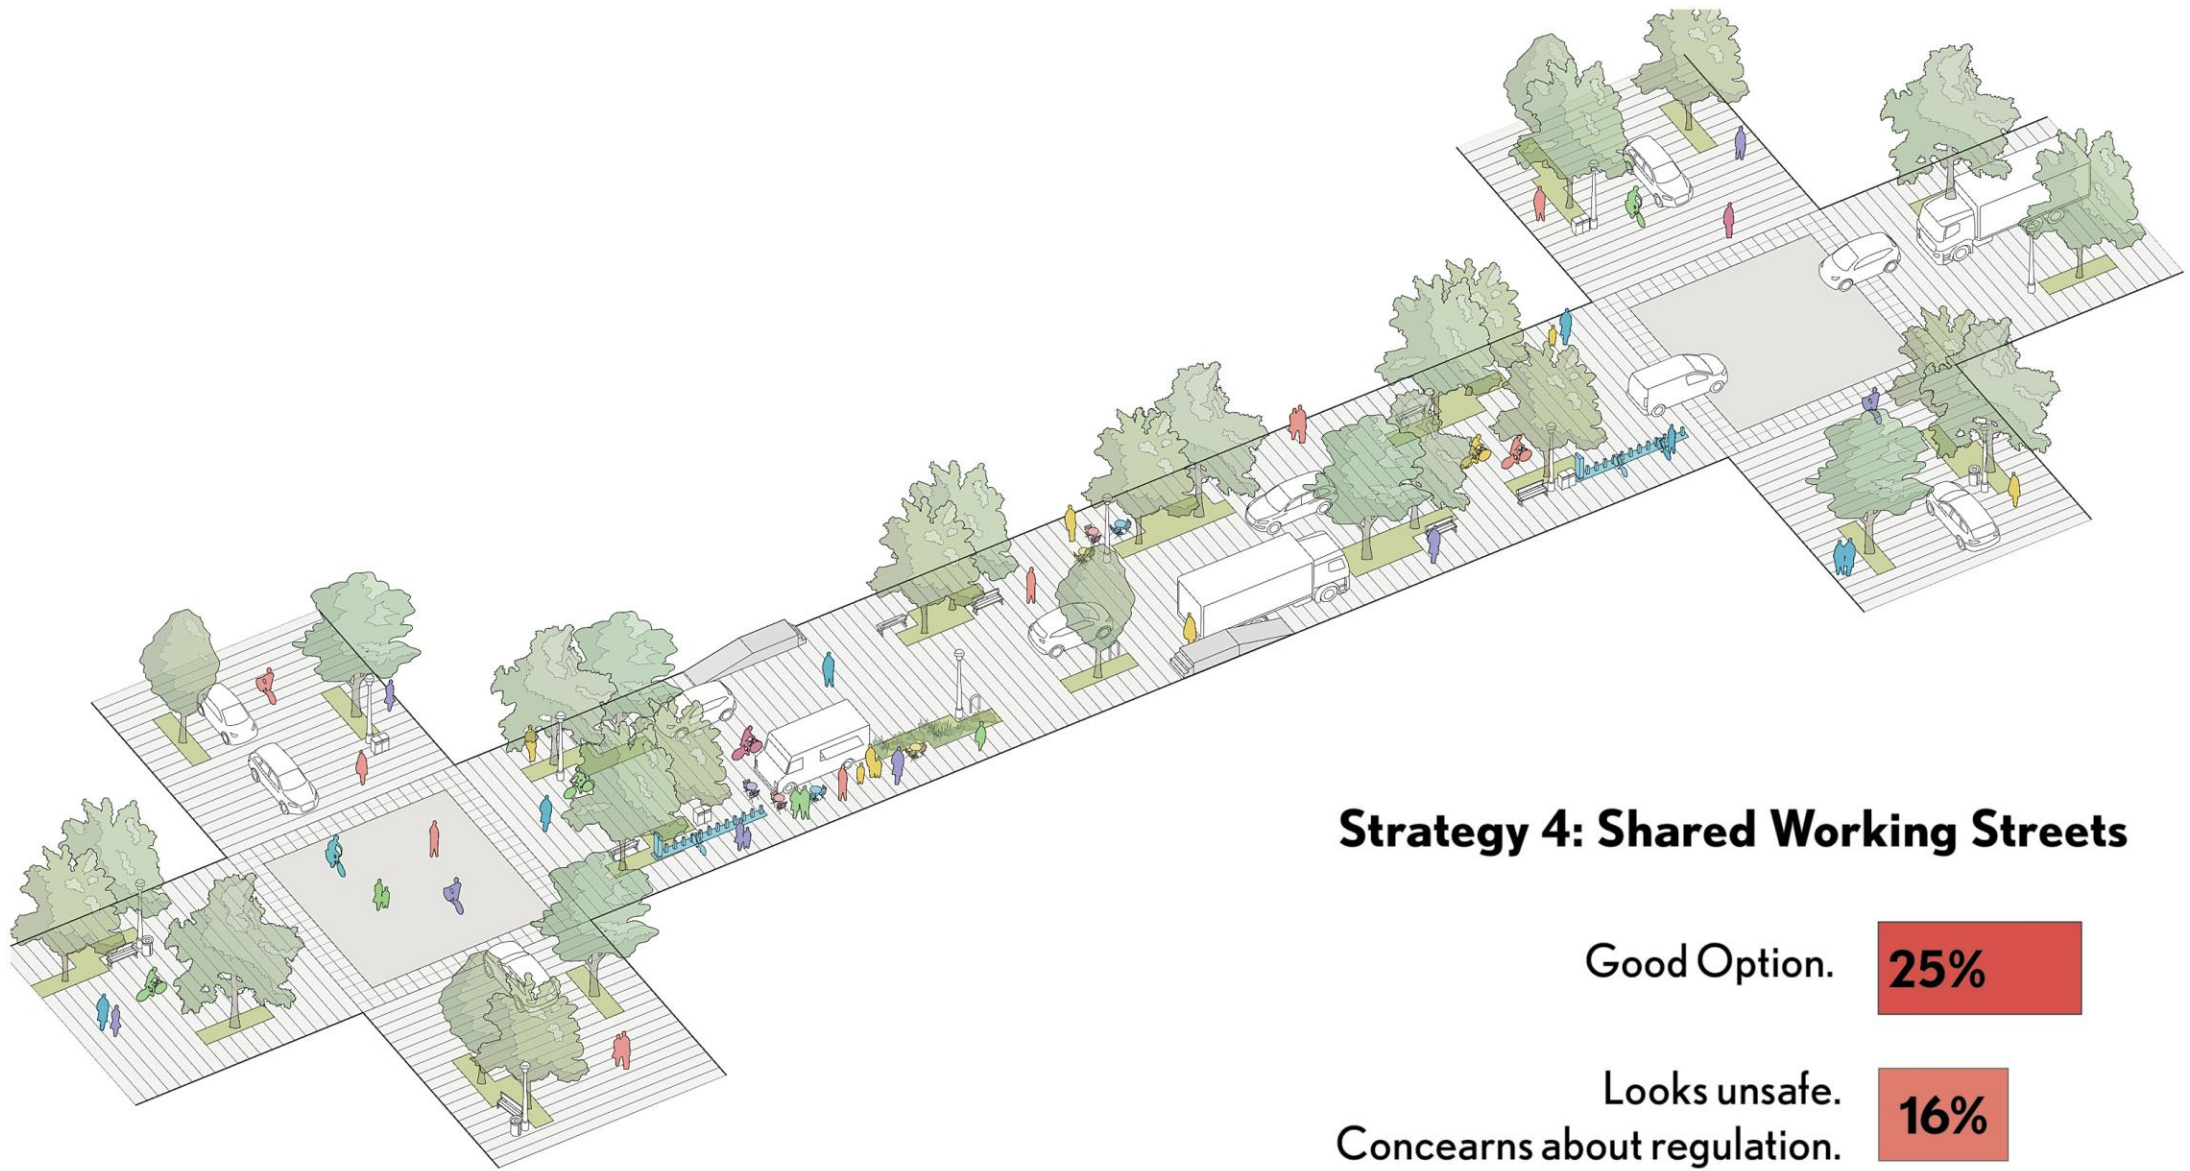 Strategy 4: Shared Working Streets
Good Option.
25%
Looks unsafe.
Concearns about regulation.
16%